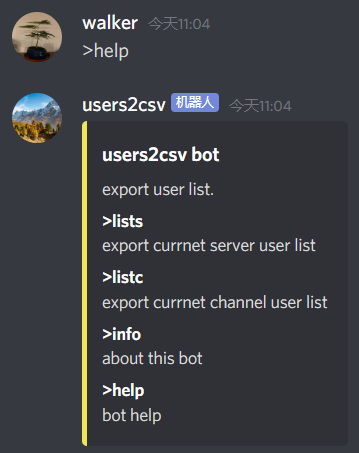 walker 今天11:04
>help
users2csv 机器人 今天11:04
users2csv bot
export user list.
>lists
export currnet server user list
>listc
export currnet channel user list
>info
about this bot
>help
bot help